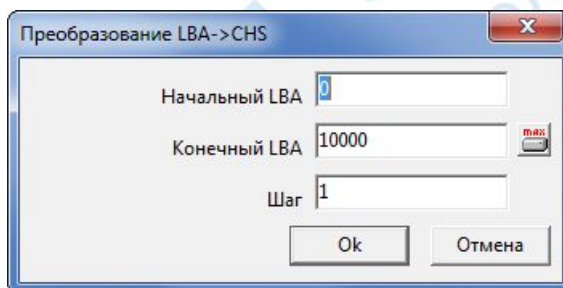 Преобразование LBA->CHS
Начальный LBA 0
Конечный LBA 10000 max
Шаг 1
Ok Отмена